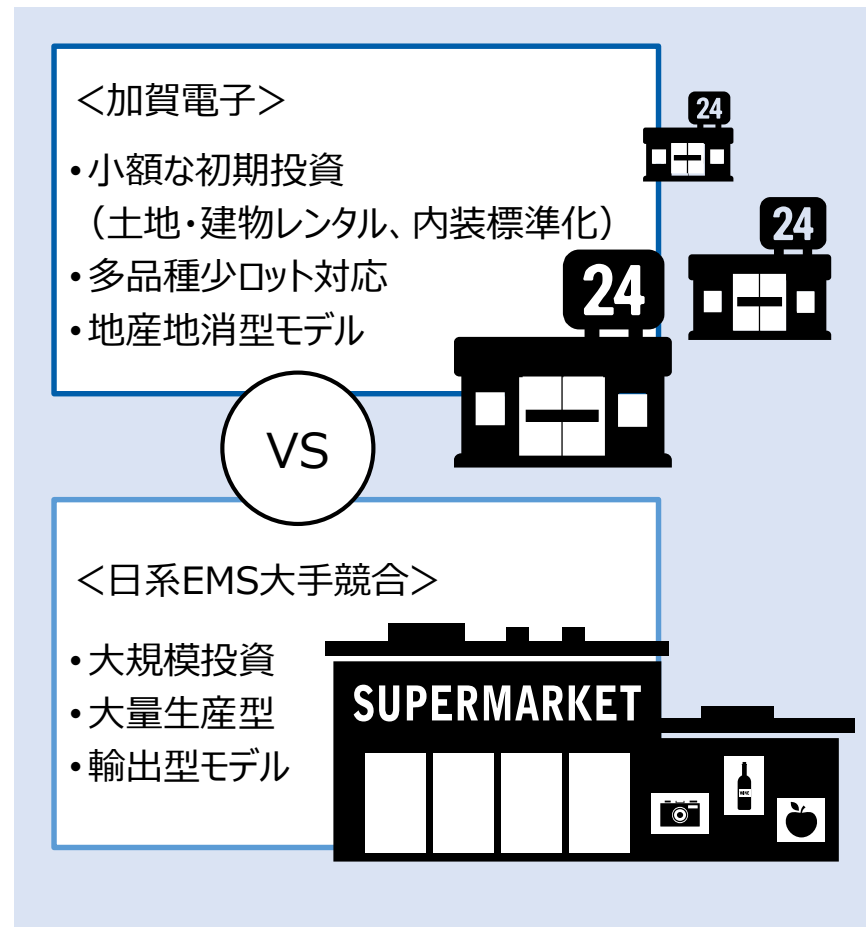 ＜加賀電子＞
•小額な初期投資
（土地・建物レンタル、内装標準化）
•多品種少ロット対応
•地産地消型モデル
24
24
24
VS
＜日系EMS大手競合＞
•大規模投資
•大量生産型
•輸出型モデル
SUPERMARKET